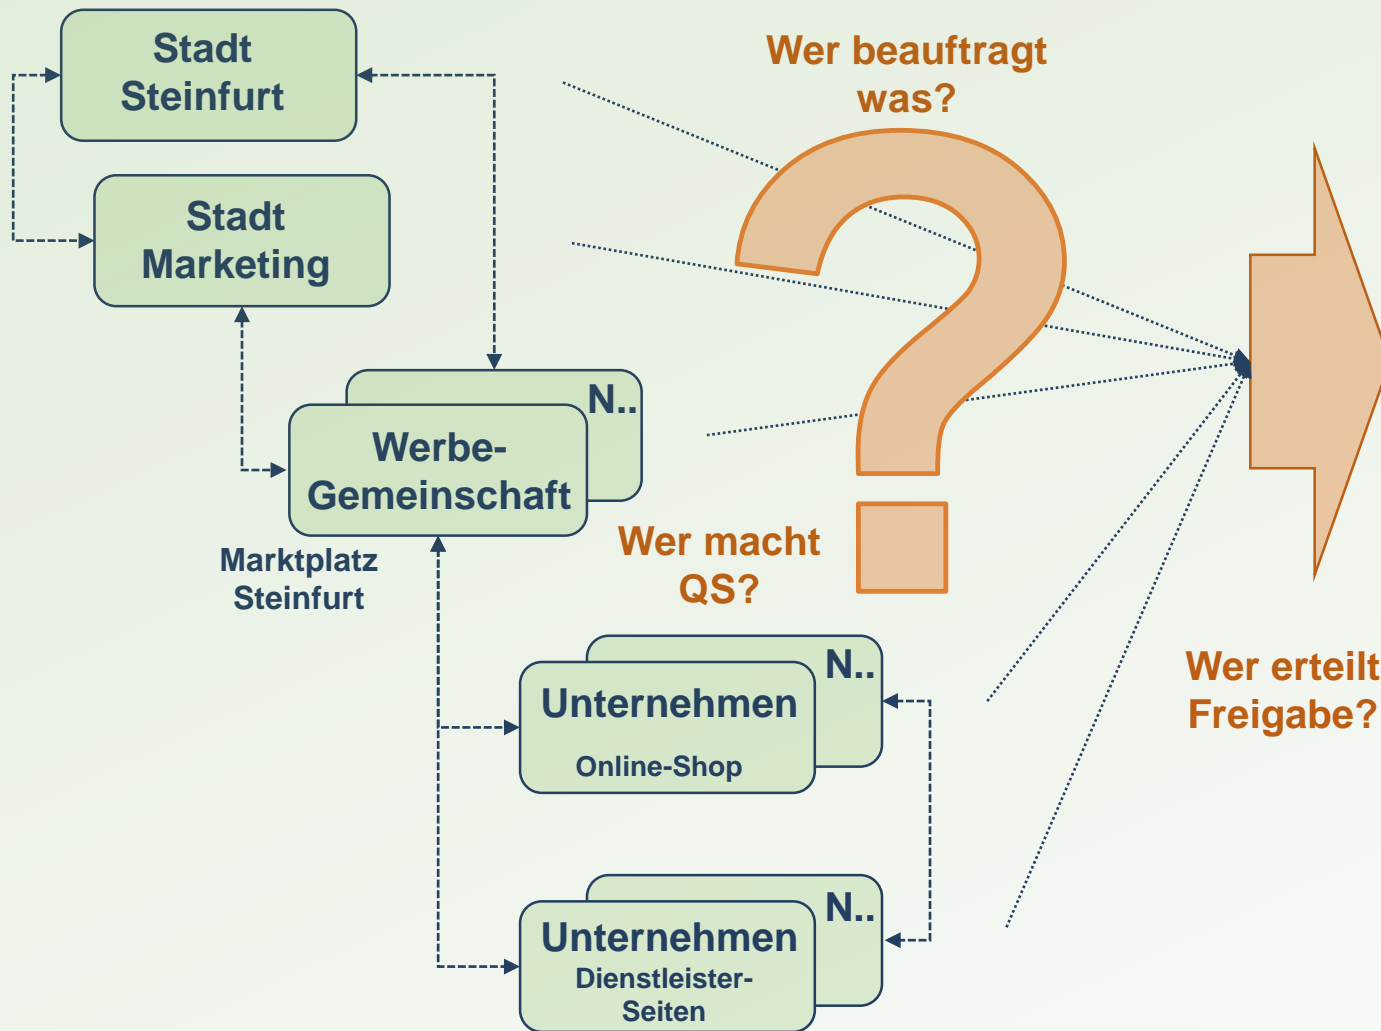 Stadt
Steinfurt
Wer beauftragt
was?
Stadt
Marketing
N..
Werbe-
Gemeinschaft
Marktplatz
Steinfurt
Wer macht
QS?
N..
Unternehmen
Online-Shop
Wer erteilt
Freigabe?
N..
Unternehmen
Dienstleister-
Seiten